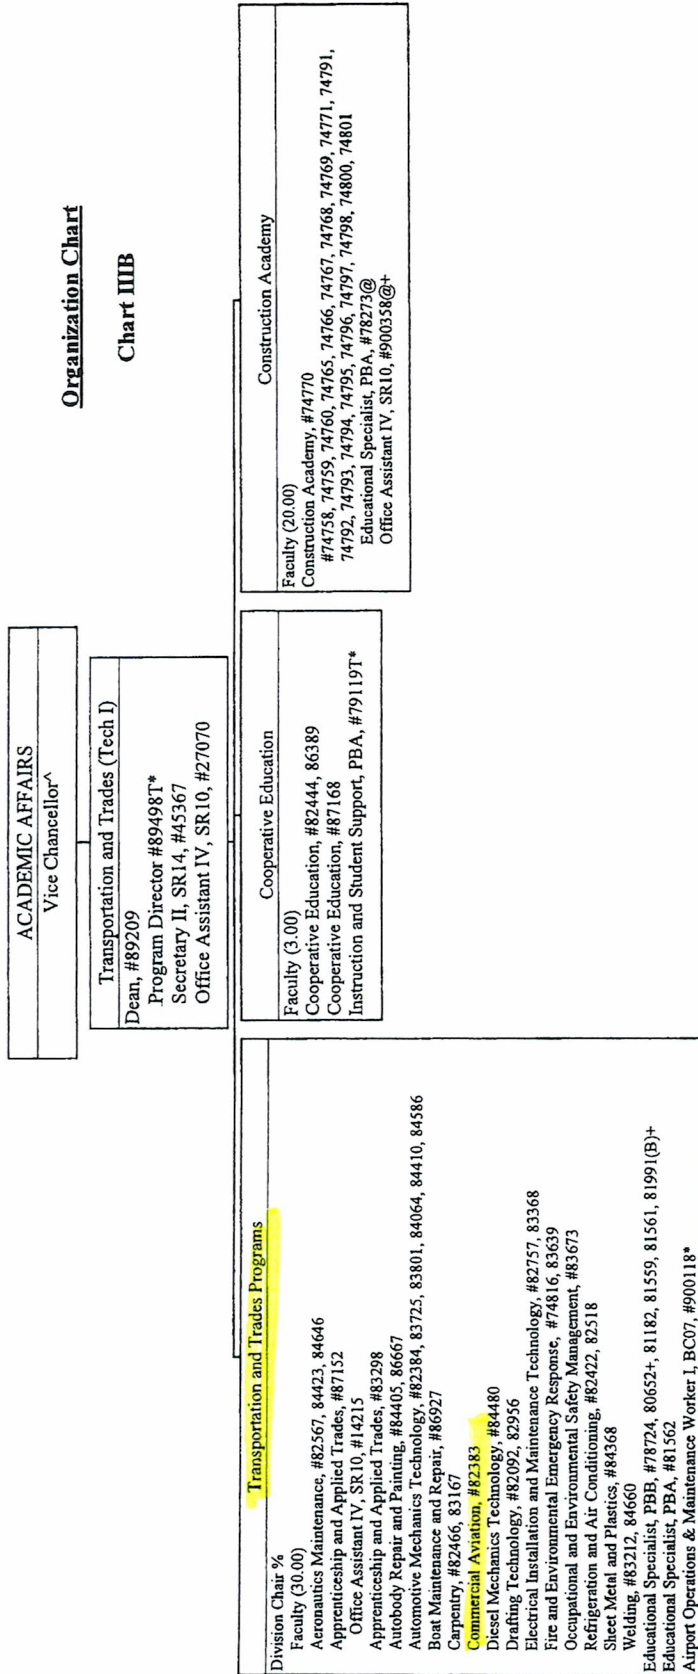 Organization Chart
Chart IIIB
ACADEMIC AFFAIRS
Vice Chancellor^
Transportation and Trades (Tech I)
Dean, #89209
Program Director #89498T*
Secretary II, SR14, #45367
Office Assistant IV, SR10, #27070
Transportation and Trades Programs
Division Chair %
Faculty (30.00)
Aeronautics Maintenance, #82567, 84423, 84646
Apprenticeship and Applied Trades, #87152
Office Assistant IV, SR10, #14215
Apprenticeship and Applied Trades, #83298
Autobody Repair and Painting, #84405, 86667
Automotive Mechanics Technology, #82384, 83725, 83801, 84064, 84410, 84586
Boat Maintenance and Repair, #86927
Carpentry, #82466, 83167
Commercial Aviation, #82383
Diesel Mechanics Technology, #84480
Drafting Technology, #82092, 82956
Electrical Installation and Maintenance Technology, #82757, 83368
Fire and Environmental Emergency Response, #74816, 83639
Occupational and Environmental Safety Management, #83673
Refrigeration and Air Conditioning, #82422, 82518
Sheet Metal and Plastics, #84368
Welding, #83212, 84660
Educational Specialist, PBB, #78724, 80652+, 81182, 81559, 81561, 81991(B)+
Educational Specialist, PBA, #81562
Airport Operations & Maintenance Worker I, BC07, #900118*
Cooperative Education
Faculty (3.00)
Cooperative Education, #82444, 86389
Cooperative Education, #87168
Instruction and Student Support, PBA, #79119T*
Construction Academy
Faculty (20.00)
Construction Academy, #74770
#74758, 74759, 74760, 74765, 74766, 74767, 74768, 74769, 74771, 74791,
74792, 74793, 74794, 74795, 74796, 74797, 74798, 74800, 74801
Educational Specialist, PBA, #78273@
Office Assistant IV, SR10, #900358@+